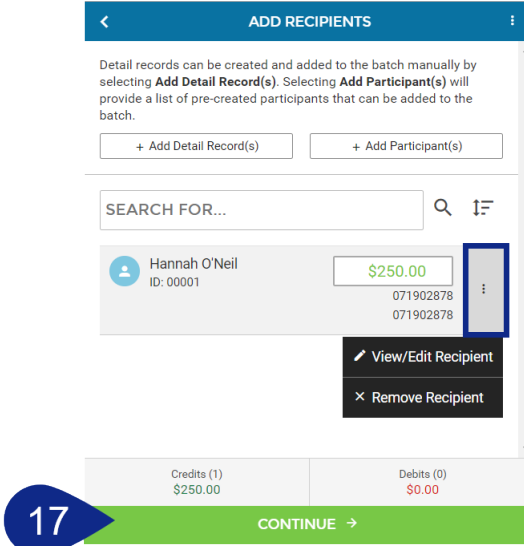 ADD RECIPIENTS
Detail records can be created and added to the batch manually by
selecting Add Detail Record(s). Selecting Add Participant(s) will
provide a list of pre-created participants that can be added to the
batch.
+ Add Detail Record(s)
+ Add Participant(s)
SEARCH FOR...
Hannah O'Neil
$250.00
ID: 00001
071902878
071902878
View/Edit Recipient
Remove Recipient
Credits (1)
$250.00
Debits (0)
$0.00
17
CONTINUE